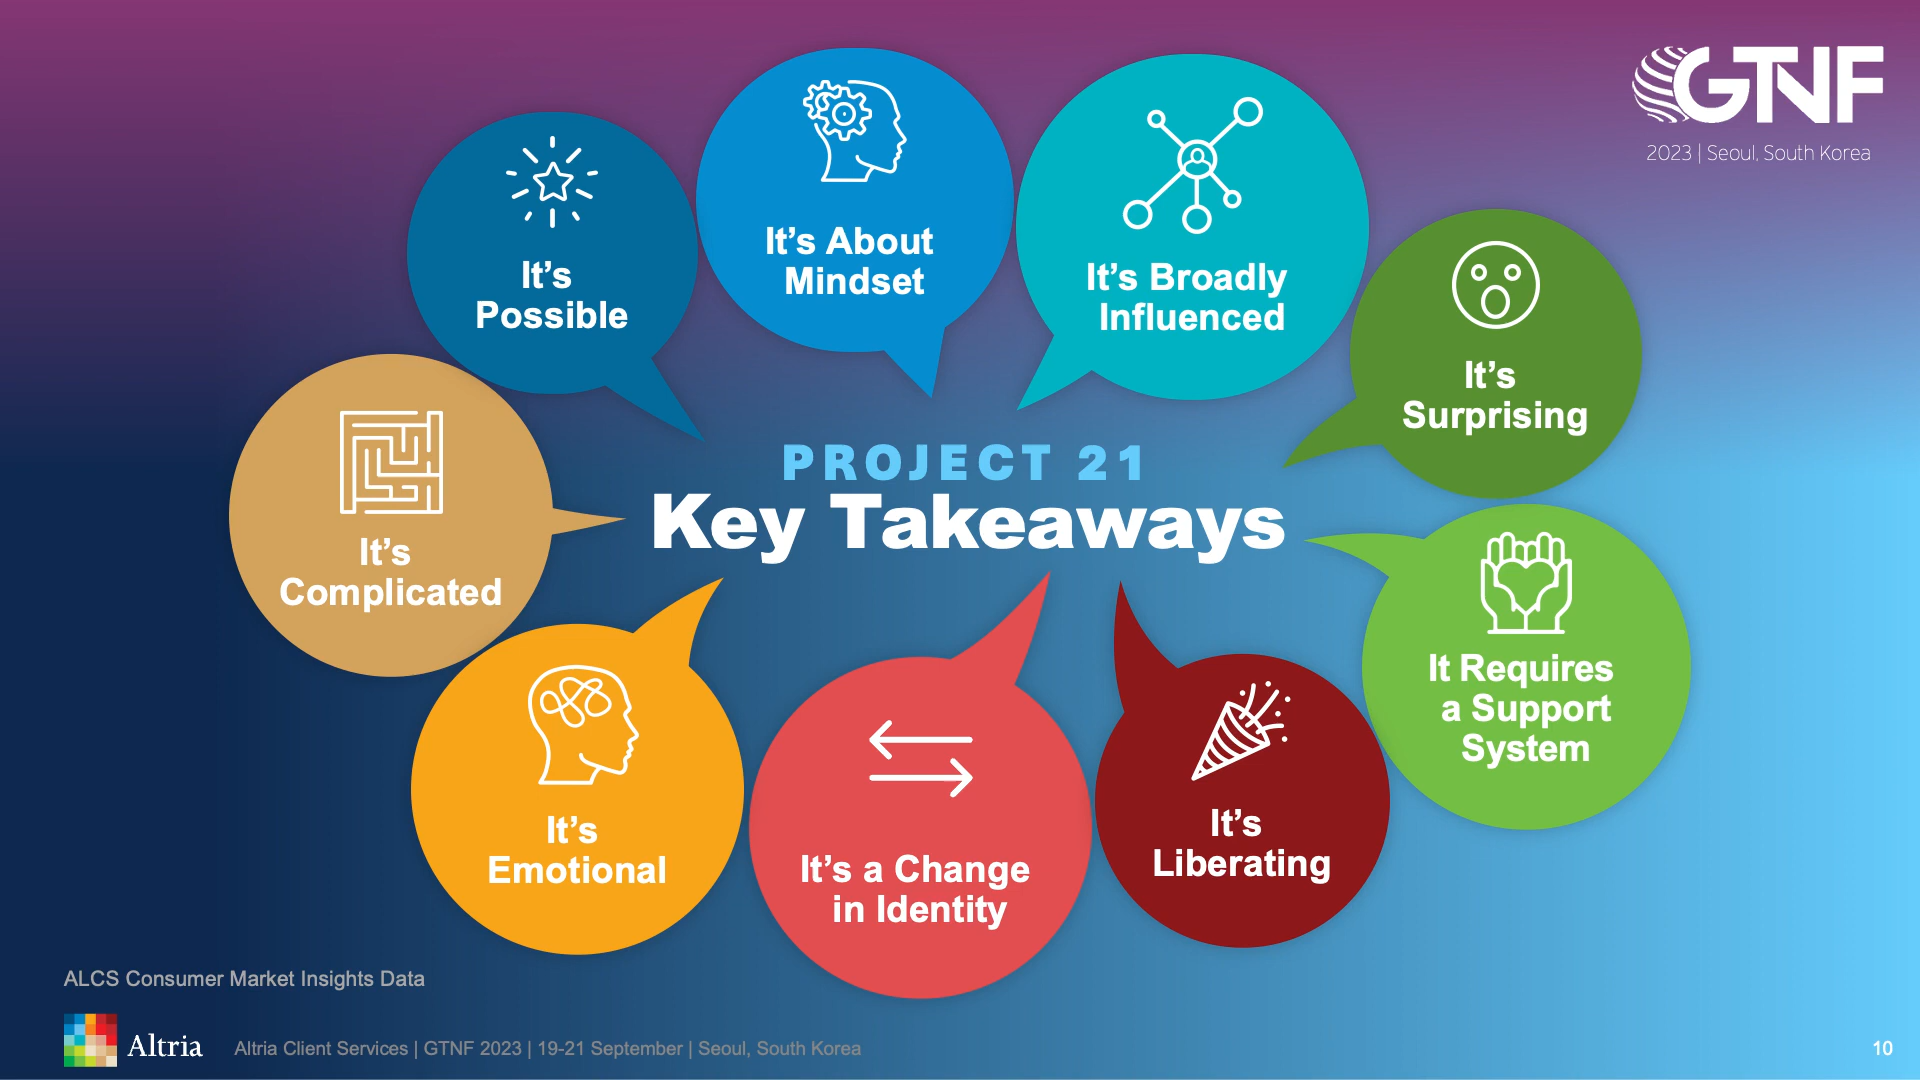 GTNF
2023 | Seoul, South Korea
It's
Possible
It's About
Mindset
It's Broadly
Influenced
It's
Surprising
It's
Complicated
PROJECT 21
Key Takeaways
It Requires
a Support
System
It's
Emotional
It's a Change
in Identity
It's
Liberating
ALCS Consumer Market Insights Data
Altria
Altria Client Services | GTNF 2023 | 19-21 September | Seoul, South Korea
10